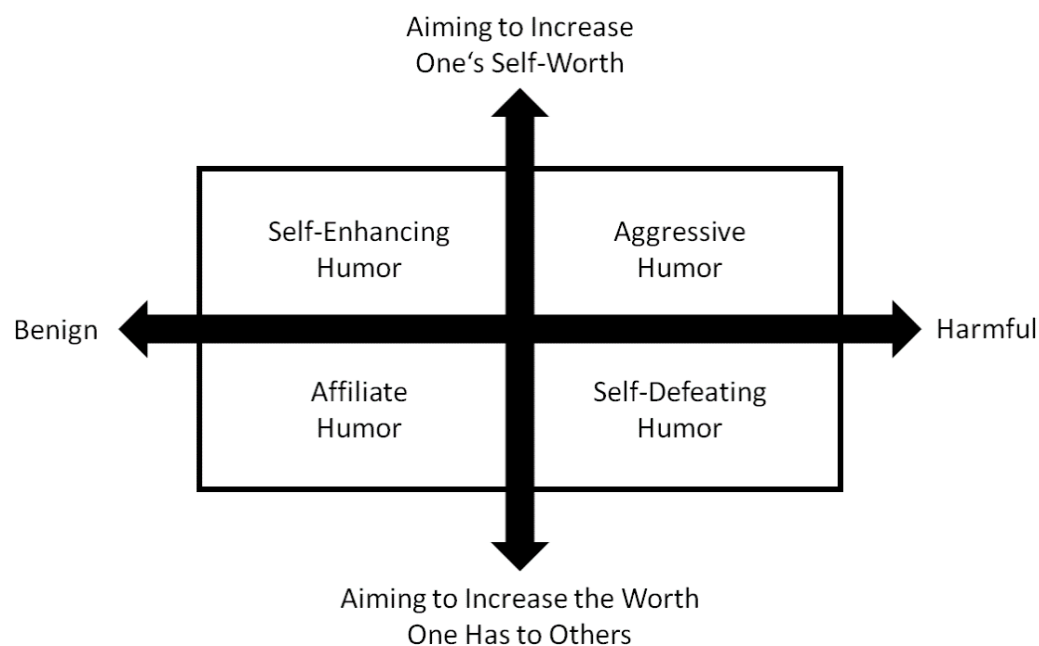 Aiming to Increase
One‘s Self-Worth
Self-Enhancing
Humor
Aggressive
Humor
Benign
Harmful
Affiliate
Humor
Self-Defeating
Humor
Aiming to Increase the Worth
One Has to Others